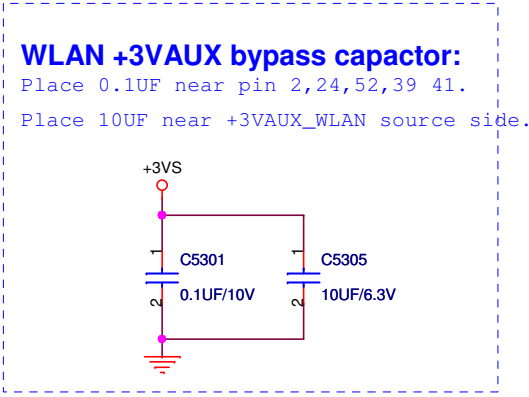 WLAN +3VAUX bypass capactor:
Place 0.1UF near pin 2,24,52,39 41.
Place 10UF near +3VAUX_WLAN source side.
+3VS
1
C5301
0.1UF/10V
2
1
C5305
10UF/6.3V
2